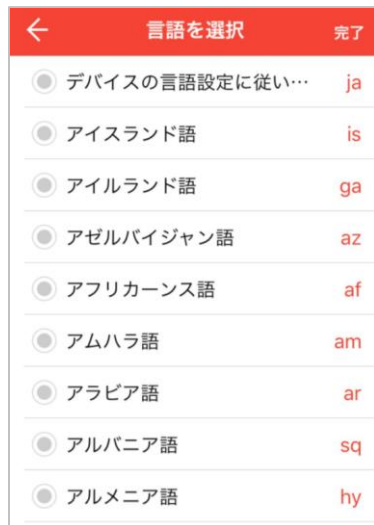 言語を選択 完了
デバイスの言語設定に従い… ja
アイスランド語 is
アイルランド語 ga
アゼルバイジャン語 az
アフリカーンス語 af
アムハラ語 am
アラビア語 ar
アルバニア語 sq
アルメニア語 hy